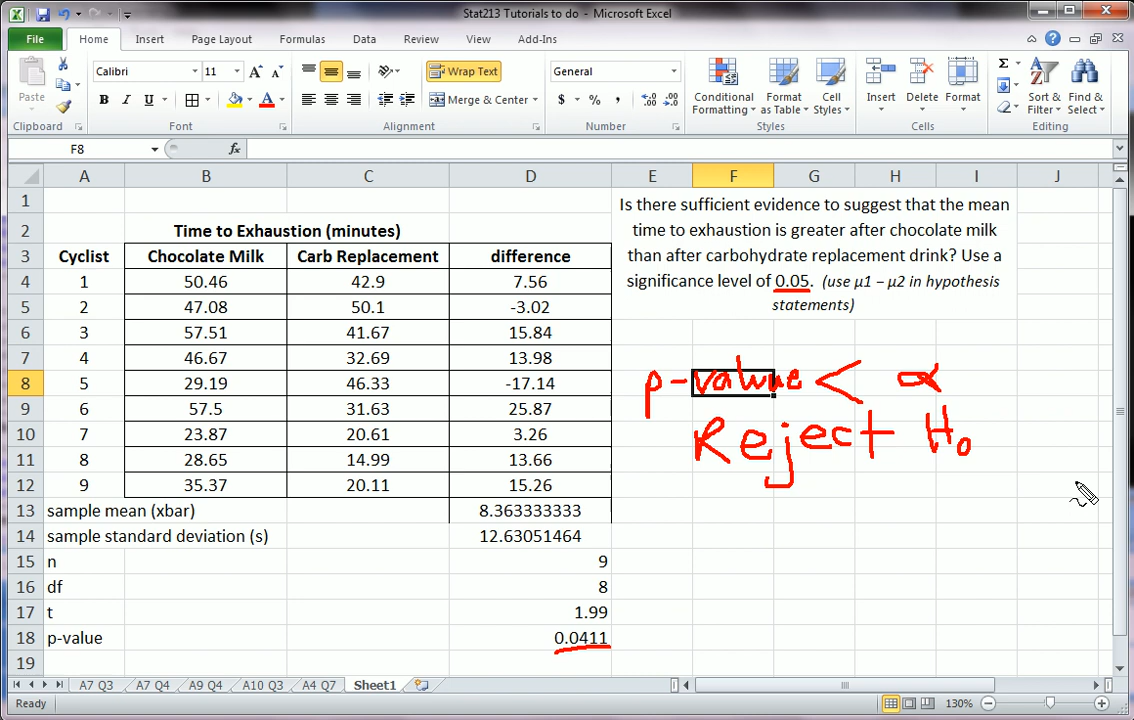 Stat213 Tutorials to do - Microsoft Excel
File Home Insert Page Layout Formulas Data Review View Add-Ins
Calibri 11 Wrap Text General
Paste Merge & Center $ % , Conditional Formatting as Table Cell Styles Insert Delete Format Sort & Filter Find & Select
Clipboard Font Alignment Number Styles Cells Editing
F8 fx
A B C D E F G H I J
1 Is there sufficient evidence to suggest that the mean
2 Time to Exhaustion (minutes) time to exhaustion is greater after chocolate milk
3 Cyclist Chocolate Milk Carb Replacement difference than after carbohydrate replacement drink? Use a
4 1 50.46 42.9 7.56 significance level of 0.05. (use μ1 – μ2 in hypothesis
5 2 47.08 50.1 -3.02 statements)
6 3 57.51 41.67 15.84
7 4 46.67 32.69 13.98
8 5 29.19 46.33 -17.14 p-value < α
9 6 57.5 31.63 25.87
10 7 23.87 20.61 3.26 Reject H0
11 8 28.65 14.99 13.66
12 9 35.37 20.11 15.26
13 sample mean (xbar) 8.363333333
14 sample standard deviation (s) 12.63051464
15 n 9
16 df 8
17 t 1.99
18 p-value 0.0411
19
A7 Q3 A7 Q4 A9 Q4 A10 Q3 A4 Q7 Sheet1
Ready 130%